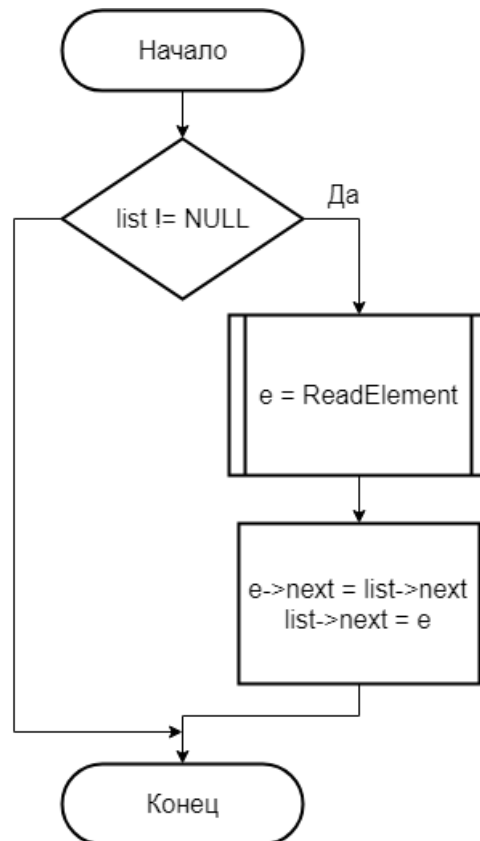 Начало
list != NULL
Да
e = ReadElement
e->next = list->next
list->next = e
Конец